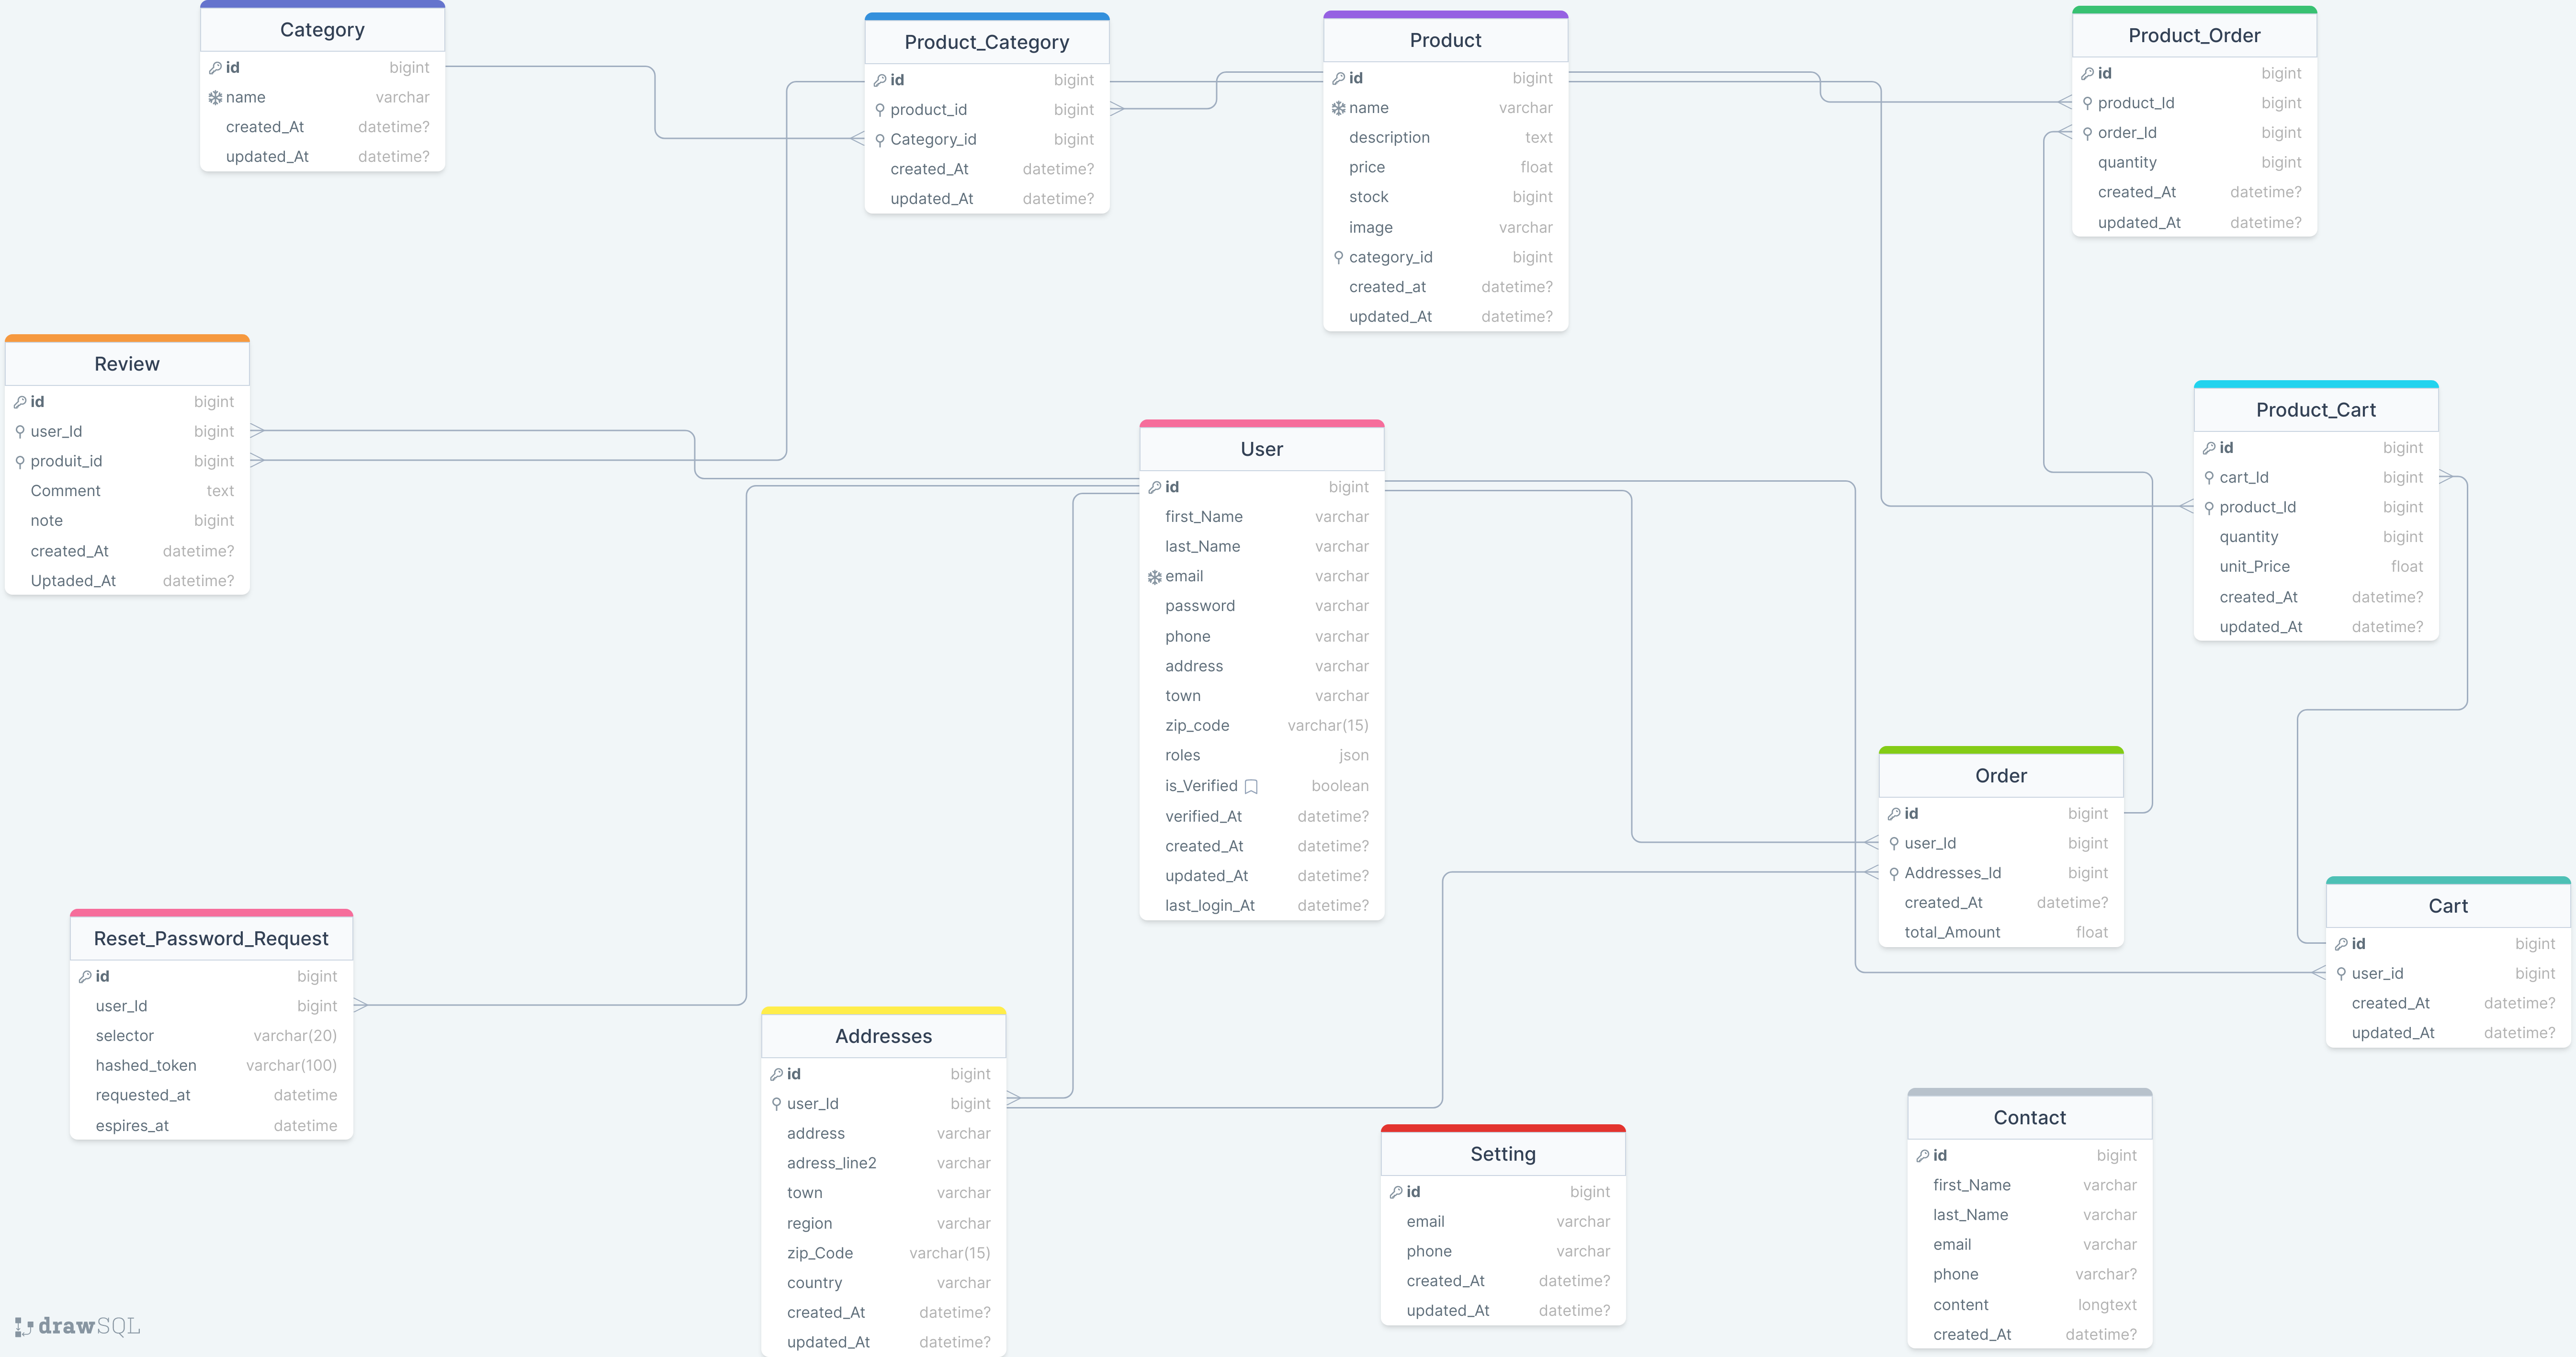 Category
id bigint
name varchar
created_At datetime?
updated_At datetime?
Product_Category
id bigint
product_id bigint
Category_id bigint
created_At datetime?
updated_At datetime?
Product
id bigint
name varchar
description text
price float
stock bigint
image varchar
category_id bigint
created_at datetime?
updated_At datetime?
Product_Order
id bigint
product_Id bigint
order_Id bigint
quantity bigint
created_At datetime?
updated_At datetime?
Review
id bigint
user_Id bigint
produit_id bigint
Comment text
note bigint
created_At datetime?
Uptaded_At datetime?
User
id bigint
first_Name varchar
last_Name varchar
email varchar
password varchar
phone varchar
address varchar
town varchar
zip_code varchar(15)
roles json
is_Verified boolean
verified_At datetime?
created_At datetime?
updated_At datetime?
last_login_At datetime?
Product_Cart
id bigint
cart_Id bigint
product_Id bigint
quantity bigint
unit_Price float
created_At datetime?
updated_At datetime?
Order
id bigint
user_Id bigint
Addresses_Id bigint
created_At datetime?
total_Amount float
Cart
id bigint
user_id bigint
created_At datetime?
updated_At datetime?
Reset_Password_Request
id bigint
user_Id bigint
selector varchar(20)
hashed_token varchar(100)
requested_at datetime
espires_at datetime
Addresses
id bigint
user_Id bigint
address varchar
adress_line2 varchar
town varchar
region varchar
zip_Code varchar(15)
country varchar
created_At datetime?
updated_At datetime?
Setting
id bigint
email varchar
phone varchar
created_At datetime?
updated_At datetime?
Contact
id bigint
first_Name varchar
last_Name varchar
email varchar
phone varchar?
content longtext
created_At datetime?
drawSQL